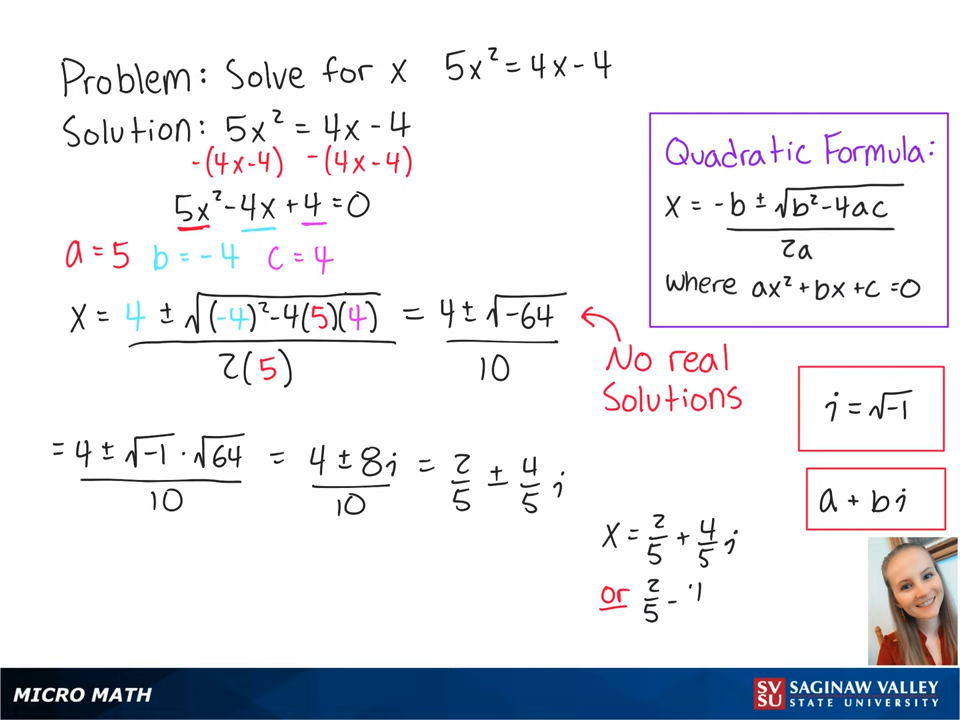 Problem: Solve for x   5x² = 4x - 4
Solution: 5x² = 4x - 4
-(4x-4)  -(4x-4)
5x² - 4x + 4 = 0
a = 5  b = -4  c = 4
x = 4 ± √((-4)² - 4(5)(4)) / 2(5) = 4 ± √-64 / 10
No real
Solutions
= 4 ± √-1 · √64 / 10 = 4 ± 8i / 10 = 2/5 ± 4/5 i
x = 2/5 + 4/5 i
or 2/5 -
Quadratic Formula:
x = -b ± √b² - 4ac / 2a
where ax² + bx + c = 0
i = √-1
a + bi
MICRO MATH
SV
SU
SAGINAW VALLEY
STATE UNIVERSITY